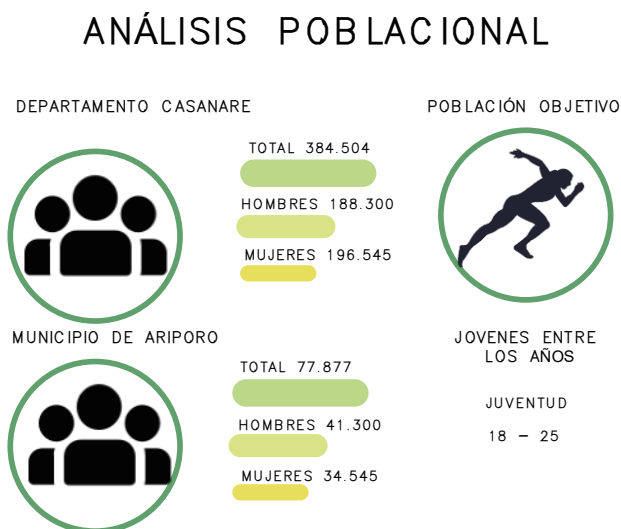 ANÁLISIS POBLACIONAL
DEPARTAMENTO CASANARE
TOTAL 384.504
HOMBRES 188.300
MUJERES 196.545
POBLACIÓN OBJETIVO
JOVENES ENTRE
LOS AÑOS
JUVENTUD
18 – 25
MUNICIPIO DE ARIPORO
TOTAL 77.877
HOMBRES 41.300
MUJERES 34.545